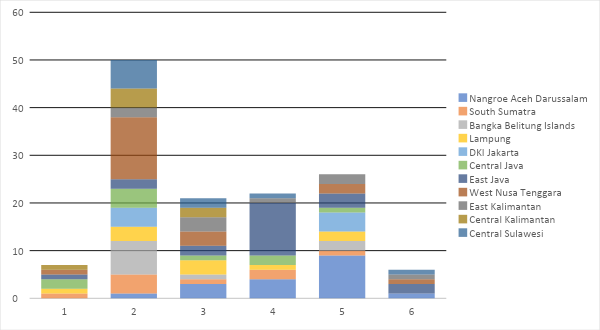 60
50
40
30
20
10
0
1 2 3 4 5 6
Nangroe Aceh Darussalam
South Sumatra
Bangka Belitung Islands
Lampung
DKI Jakarta
Central Java
East Java
West Nusa Tenggara
East Kalimantan
Central Kalimantan
Central Sulawesi